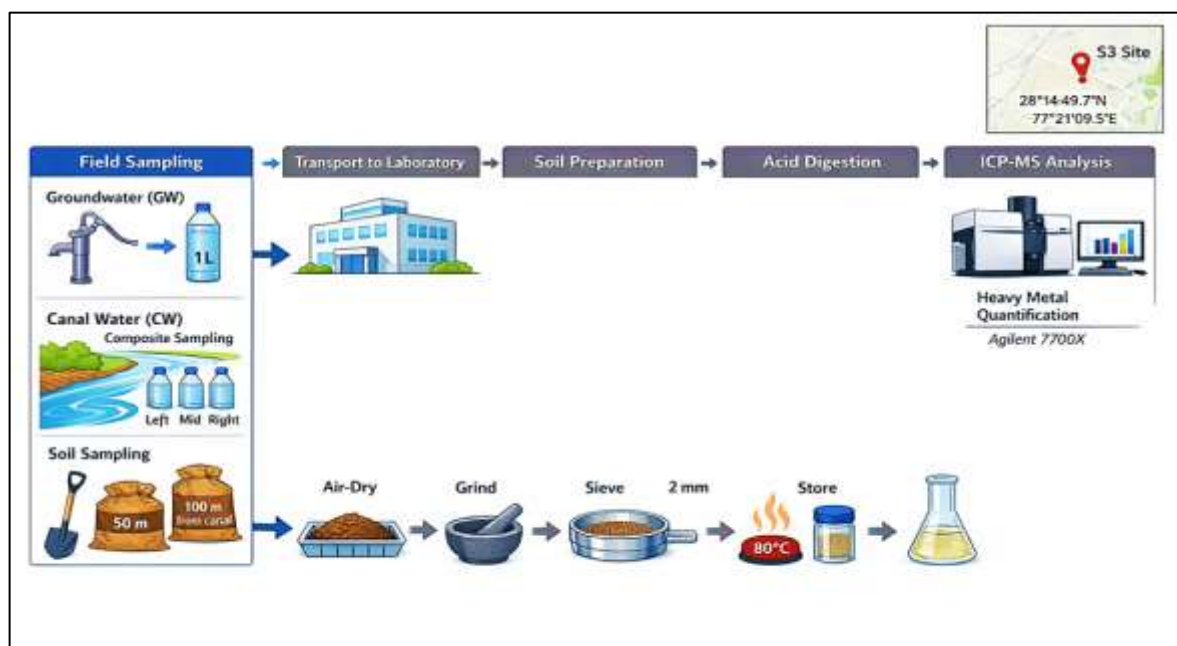 S3 Site
28°14-49.7"N
77°21'09.5"E
Field Sampling
Transport to Laboratory
Soil Preparation
Acid Digestion
ICP-MS Analysis
Groundwater (GW)
1 L
Canal Water (CW)
Composite Sampling
Left Mid Right
Soil Sampling
50 m
100 m
from canal
Heavy Metal
Quantification
Agilent 7700X
Air-Dry
Grind
Sieve 2 mm
Store
80°C